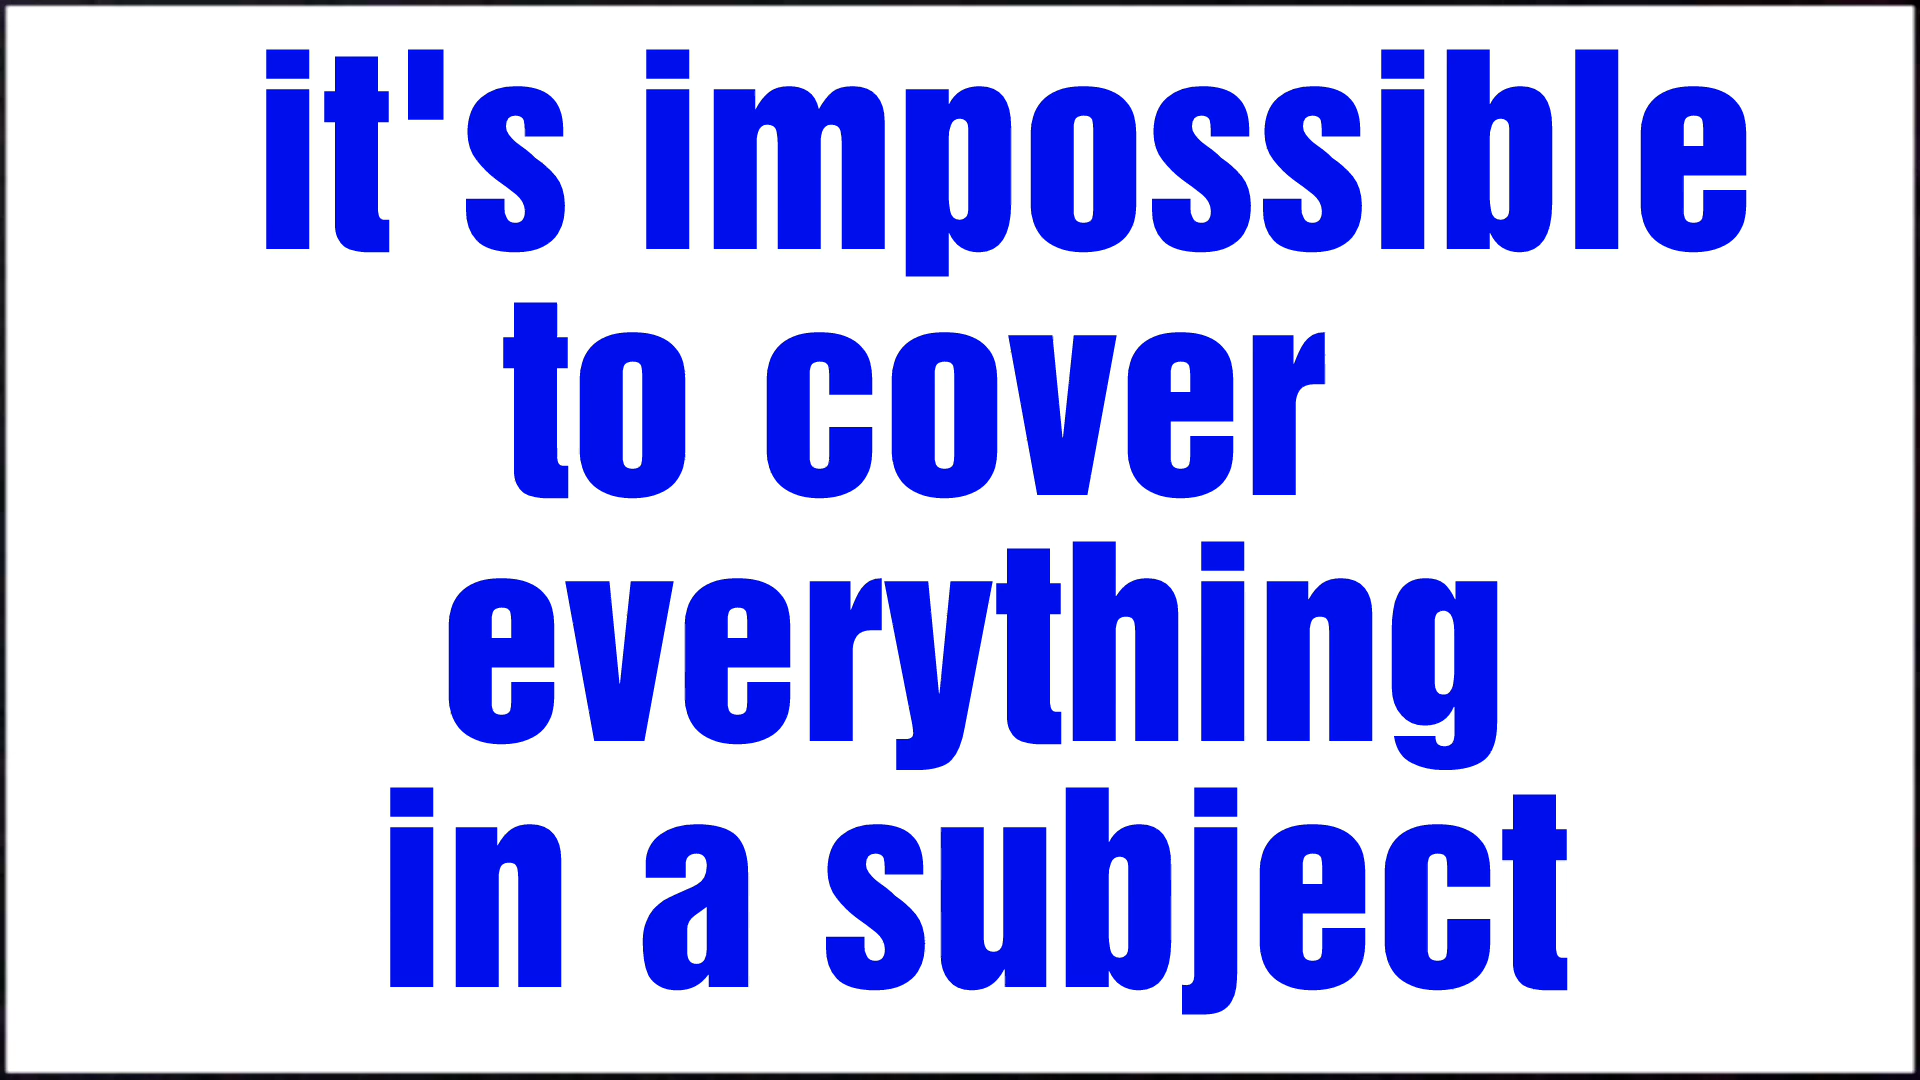 it's impossible
to cover
everything
in a subject